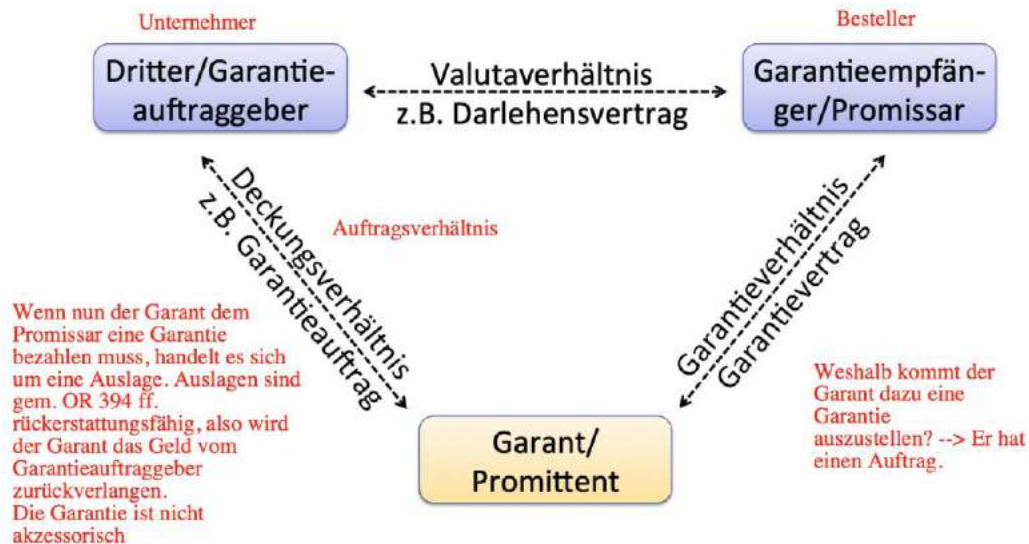 Unternehmer
Besteller
Dritter/Garantie-
auftraggeber
Valutaverhältnis
z.B. Darlehensvertrag
Garantieempfän-
ger/Promissar
Deckungsverhältnis
z.B. Garantieauftrag
Auftragsverhältnis
Garantieverhältnis
Garantievertrag
Wenn nun der Garant dem
Promissar eine Garantie
bezahlen muss, handelt es sich
um eine Auslage. Auslagen sind
gem. OR 394 ff.
rückerstattungsfähig, also wird
der Garant das Geld vom
Garantieauftraggeber
zurückverlangen.
Die Garantie ist nicht
akzessorisch
Weshalb kommt der
Garant dazu eine
Garantie
auszustellen? --> Er hat
einen Auftrag.
Garant/
Promittent